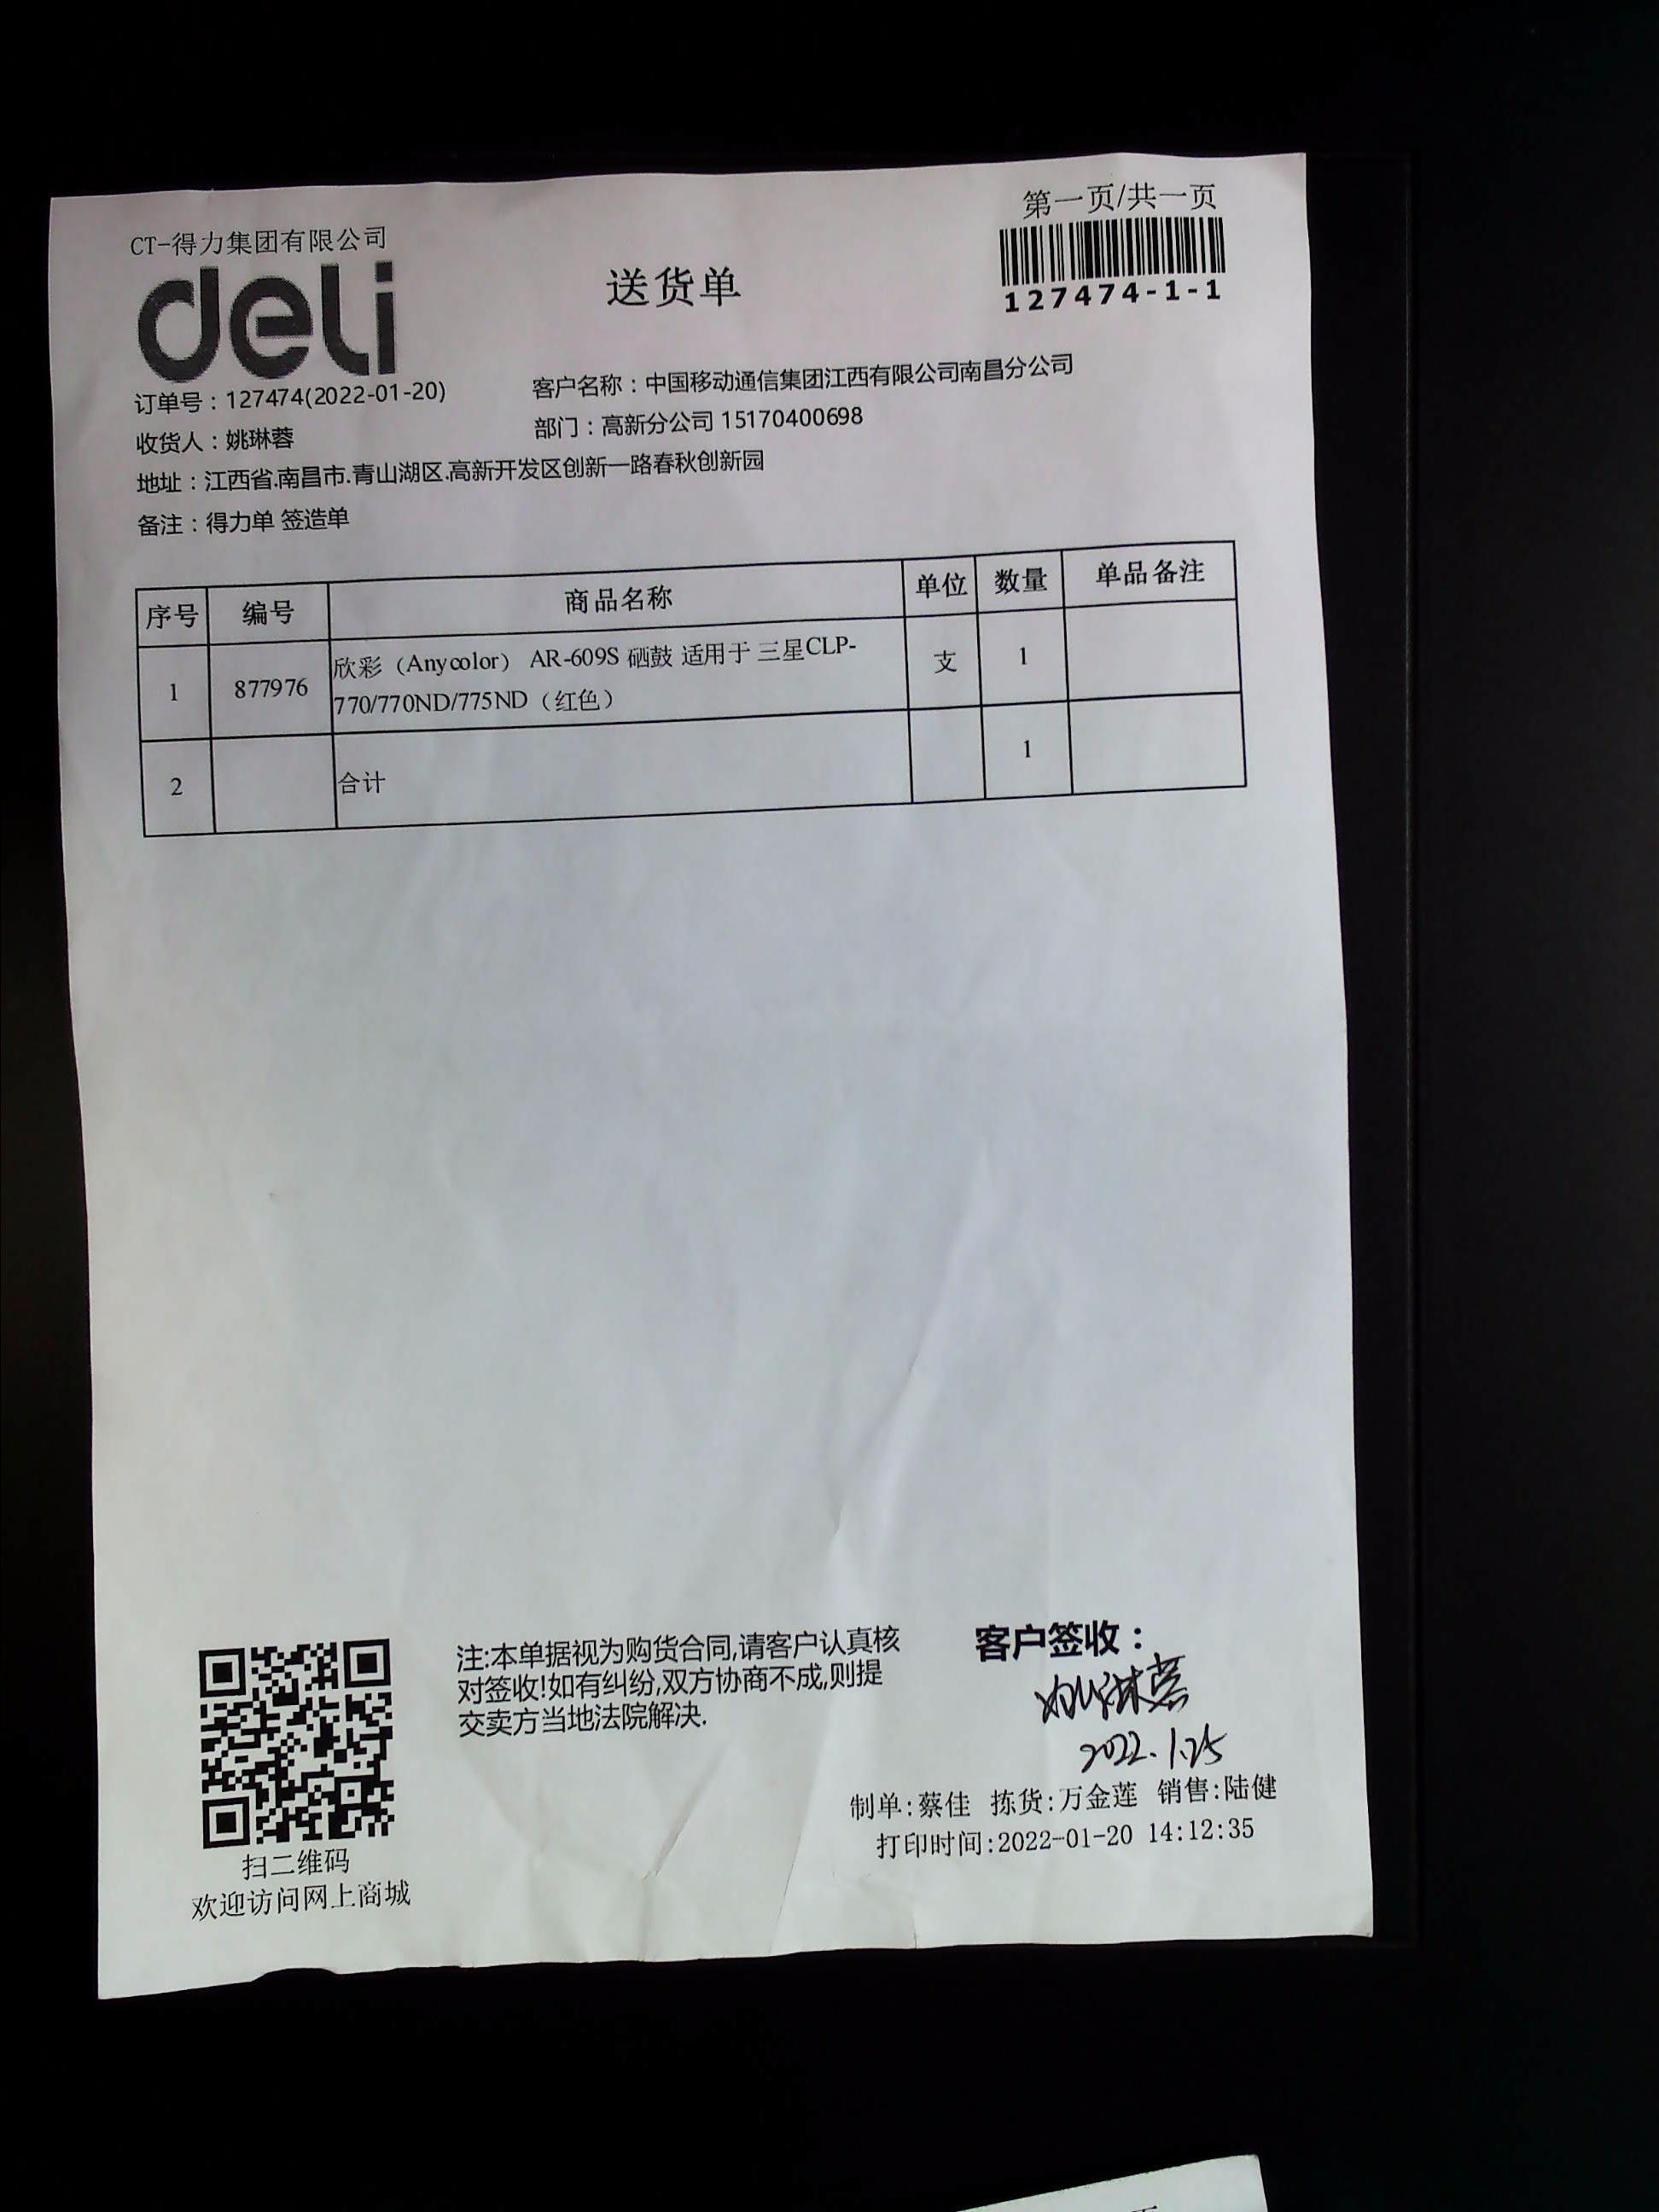 第一页/共一页
CT-得力集团有限公司
deli
送货单
127474-1-1
订单号：127474(2022-01-20)
客户名称：中国移动通信集团江西有限公司南昌分公司
收货人：姚琳蓉
部门：高新分公司 15170400698
地址：江西省.南昌市.青山湖区.高新开发区创新一路春秋创新园
备注：得力单 签造单
序号 编号 商品名称 单位 数量 单品备注
1 877976 欣彩（Anycolor） AR-609S 硒鼓 适用于 三星CLP- 支 1
770/770ND/775ND（红色）
2 合计 1
注:本单据视为购货合同,请客户认真核
对签收!如有纠纷,双方协商不成,则提
交卖方当地法院解决.
客户签收：
姚琳蓉
2022.1.25
制单:蔡佳 拣货:万金莲 销售:陆健
打印时间:2022-01-20 14:12:35
扫二维码
欢迎访问网上商城